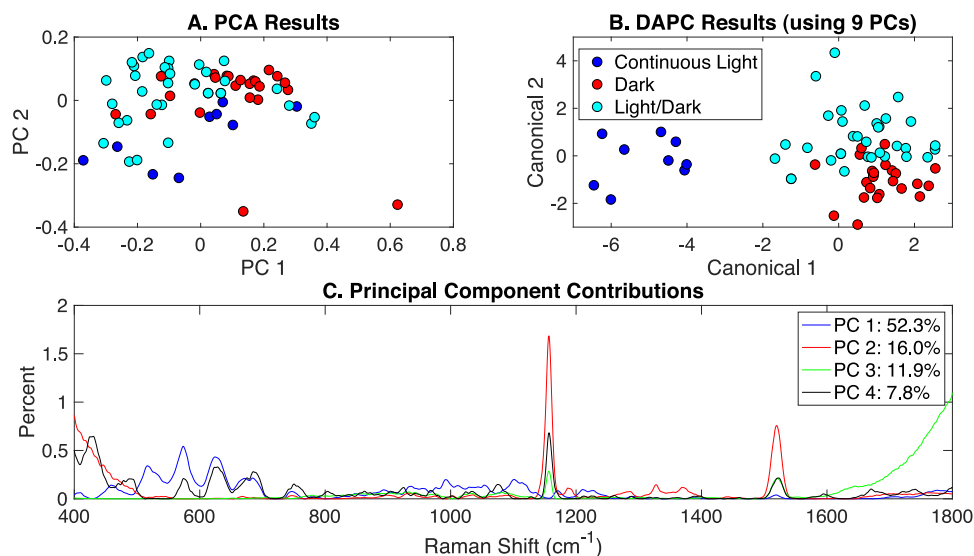 A. PCA Results
0.2
0
-0.2
-0.4
PC 2
-0.4
-0.2
0
0.2
0.4
0.6
0.8
PC 1
B. DAPC Results (using 9 PCs)
4
2
0
-2
Canonical 2
-6
-4
-2
0
2
Canonical 1
Continuous Light
Dark
Light/Dark
C. Principal Component Contributions
2
1.5
1
0.5
0
Percent
400
600
800
1000
1200
1400
1600
1800
Raman Shift (cm⁻¹)
PC 1: 52.3%
PC 2: 16.0%
PC 3: 11.9%
PC 4: 7.8%